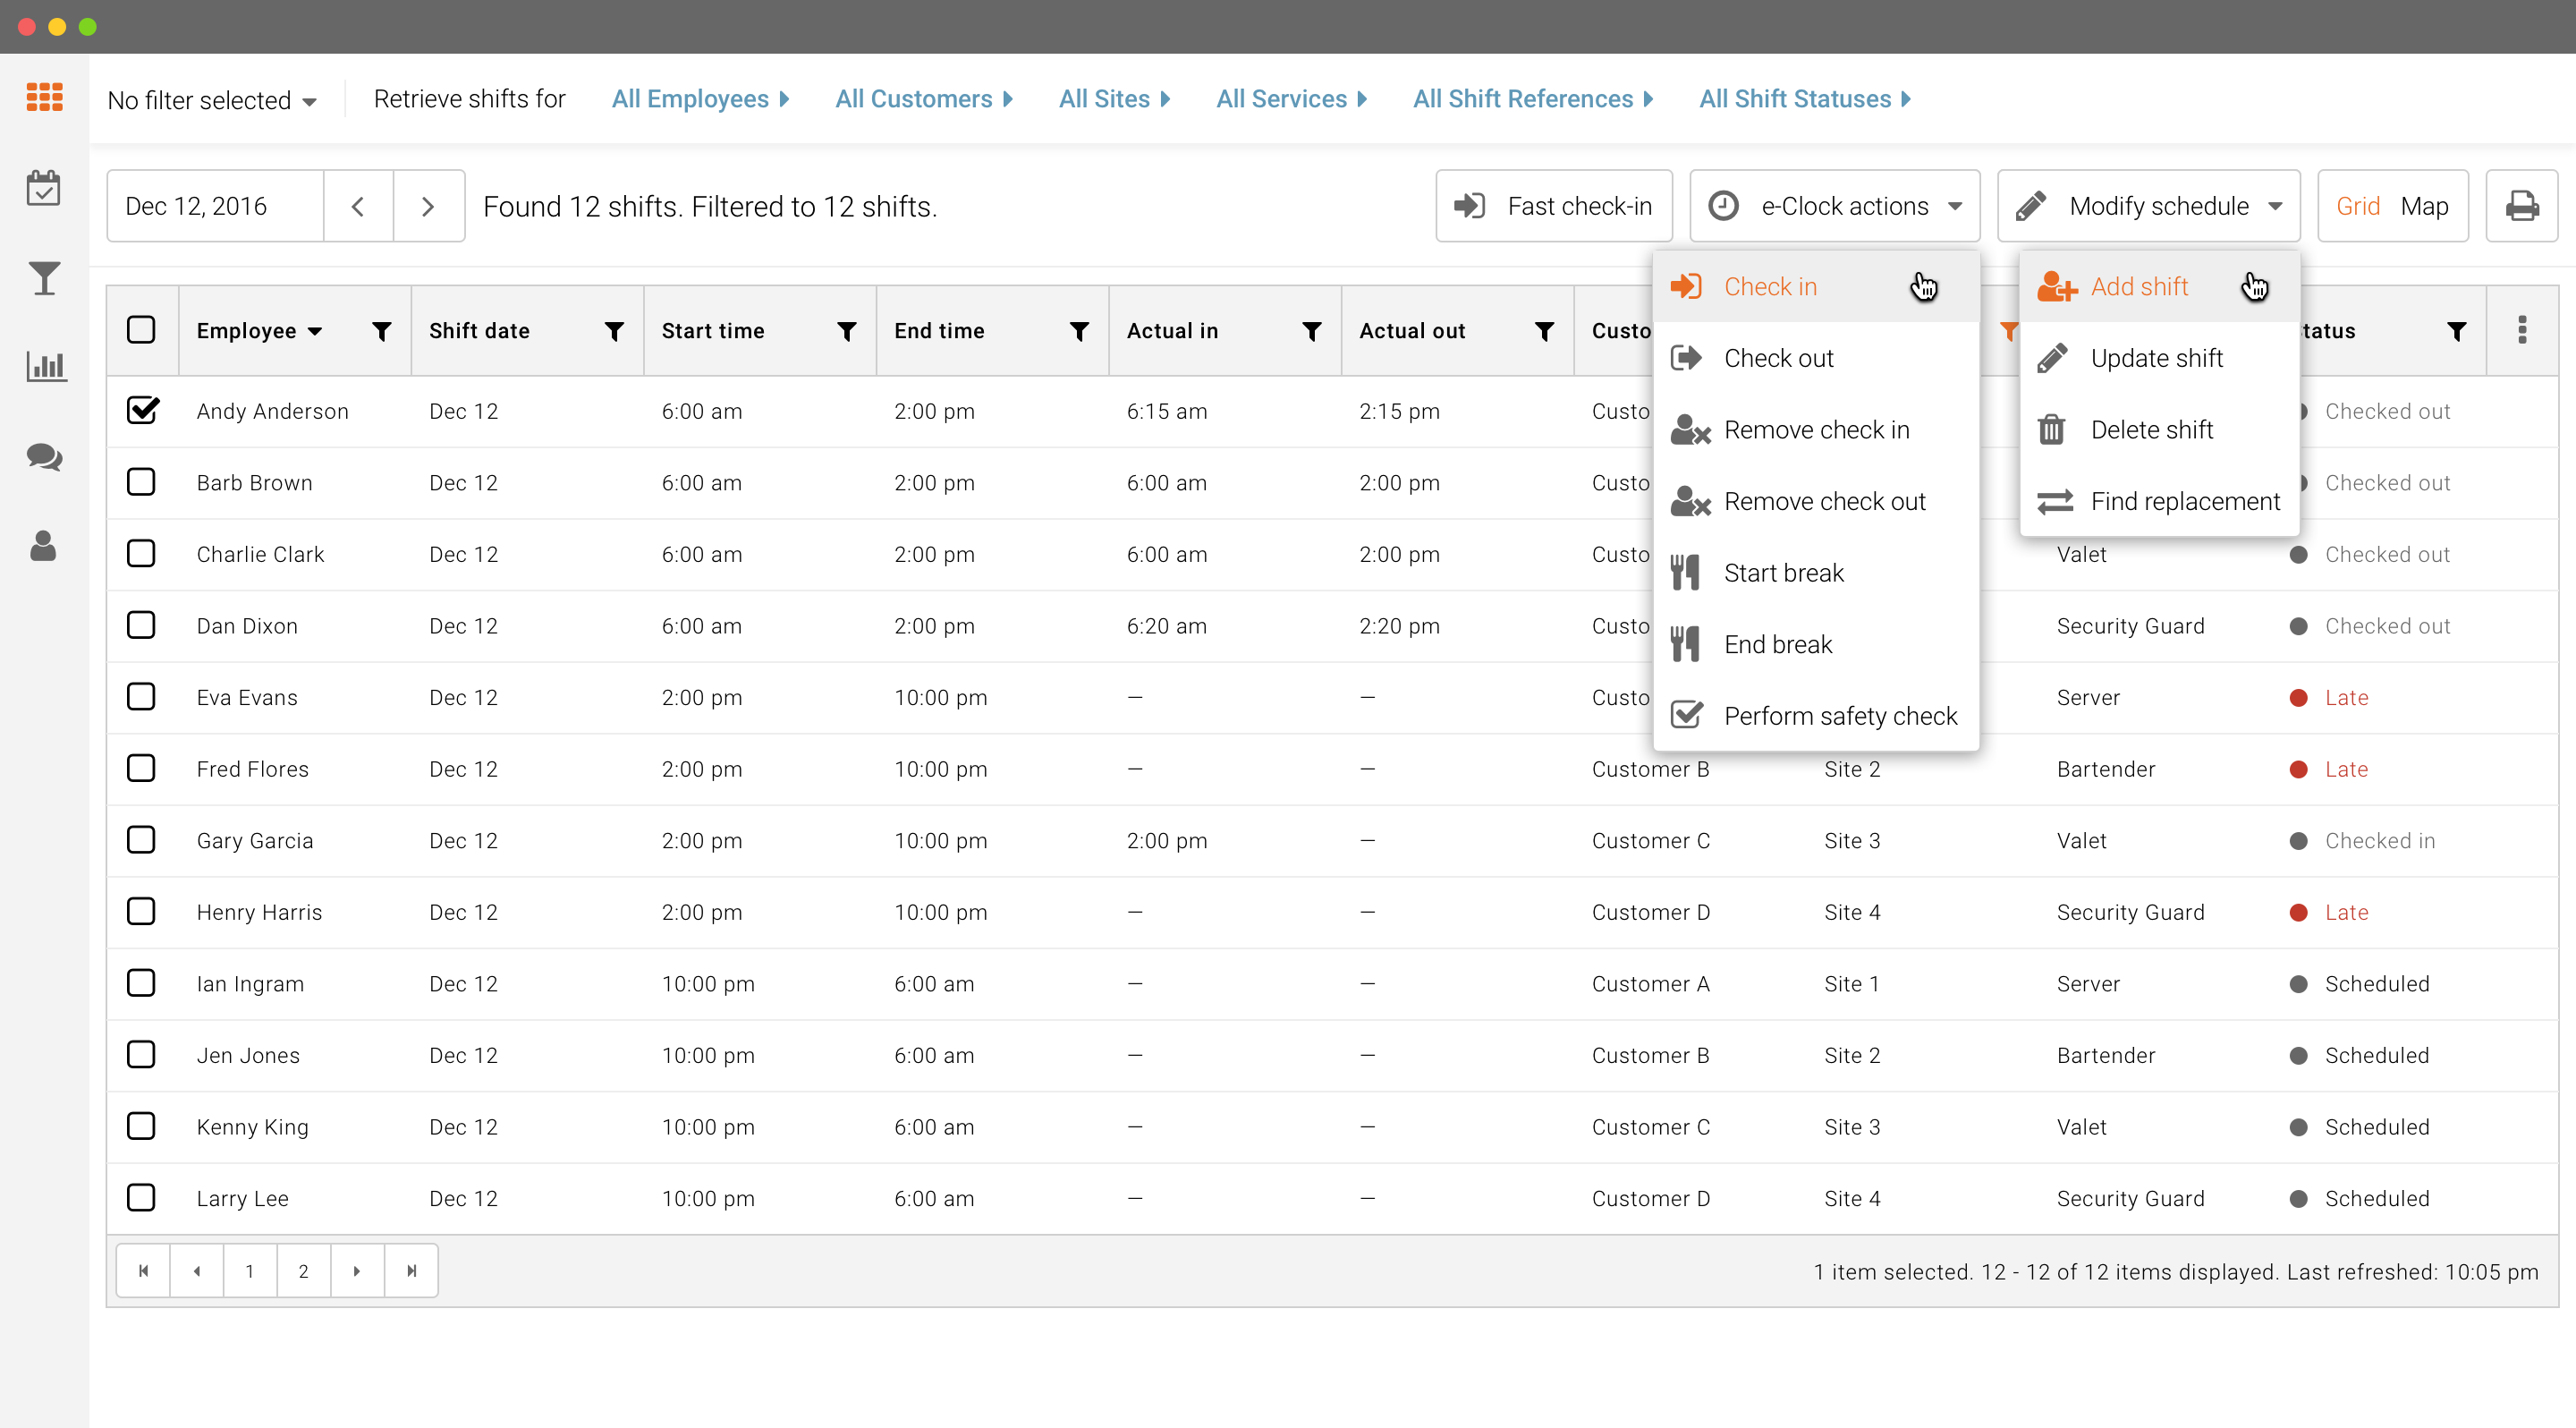 No filter selected Retrieve shifts for All Employees All Customers All Sites All Services All Shift References All Shift Statuses
Dec 12, 2016 Found 12 shifts. Filtered to 12 shifts. Fast check-in e-Clock actions Modify schedule Grid Map
Check in
Check out
Remove check in
Remove check out
Start break
End break
Perform safety check
Add shift
Update shift
Delete shift
Find replacement
Employee Shift date Start time End time Actual in Actual out Custo tatus
Andy Anderson Dec 12 6:00 am 2:00 pm 6:15 am 2:15 pm Custo Checked out
Barb Brown Dec 12 6:00 am 2:00 pm 6:00 am 2:00 pm Custo Checked out
Charlie Clark Dec 12 6:00 am 2:00 pm 6:00 am 2:00 pm Custo Valet Checked out
Dan Dixon Dec 12 6:00 am 2:00 pm 6:20 am 2:20 pm Custo Security Guard Checked out
Eva Evans Dec 12 2:00 pm 10:00 pm — — Custo Server Late
Fred Flores Dec 12 2:00 pm 10:00 pm — — Customer B Site 2 Bartender Late
Gary Garcia Dec 12 2:00 pm 10:00 pm 2:00 pm — Customer C Site 3 Valet Checked in
Henry Harris Dec 12 2:00 pm 10:00 pm — — Customer D Site 4 Security Guard Late
Ian Ingram Dec 12 10:00 pm 6:00 am — — Customer A Site 1 Server Scheduled
Jen Jones Dec 12 10:00 pm 6:00 am — — Customer B Site 2 Bartender Scheduled
Kenny King Dec 12 10:00 pm 6:00 am — — Customer C Site 3 Valet Scheduled
Larry Lee Dec 12 10:00 pm 6:00 am — — Customer D Site 4 Security Guard Scheduled
1 2 1 item selected. 12 - 12 of 12 items displayed. Last refreshed: 10:05 pm